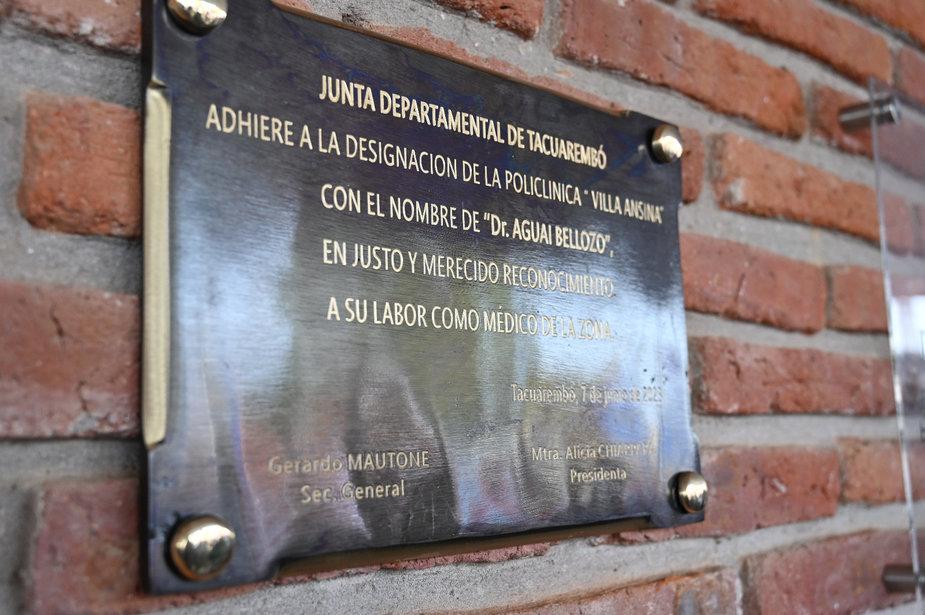 JUNTA DEPARTAMENTAL DE TACUAREMBÓ
ADHIERE A LA DESIGNACION DE LA POLICLINICA " VILLA ANSINA"
CON EL NOMBRE DE "Dr. AGUAI BELLOZO",
EN JUSTO Y MERECIDO RECONOCIMIENTO
A SU LABOR COMO MÉDICO DE LA ZONA.
Tacuarembó, 7 de de 2023
Gerardo MAUTONE
Mtra. Alicia
Sec. General
Presidenta